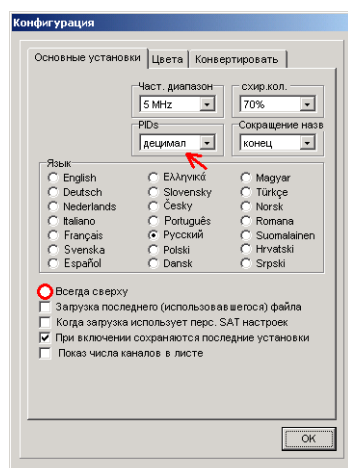 Конфигурация
Основные установки Цвета Конвертировать
Част. диапазон схир.кол.
5 MHz 70%
PIDs Сокращение назв
децимал конец
Язык
English Ελληνικά Magyar
Deutsch Slovensky Türkçe
Nederlands Česky Norsk
Italiano Português Romana
Français Русский Suomalainen
Svenska Polski Hrvatski
Español Dansk Srpski
Всегда сверху
Загрузка последнего (использовавшегося) файла
Когда загрузка использует перс. SAT настроек
При включении сохраняются последние установки
Показ числа каналов в листе
OK